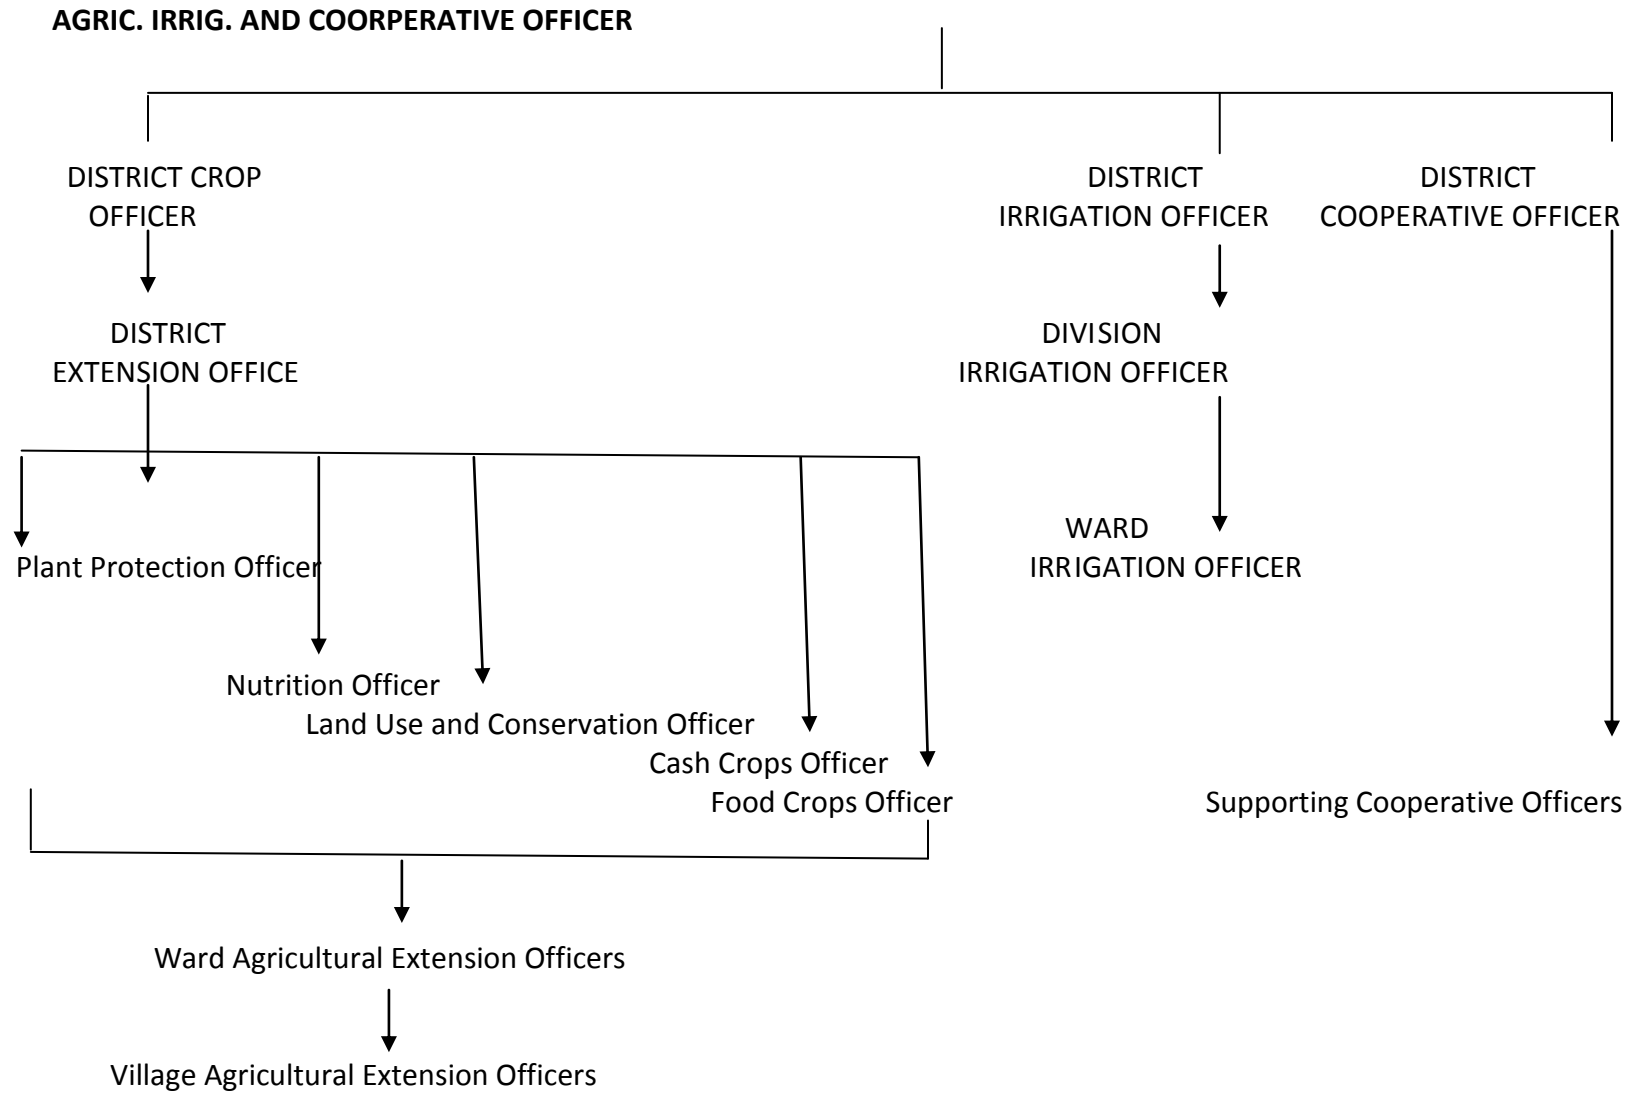 AGRIC. IRRIG. AND COORPERATIVE OFFICER
DISTRICT CROP
OFFICER
DISTRICT
IRRIGATION OFFICER
DISTRICT
COOPERATIVE OFFICER
DISTRICT
EXTENSION OFFICE
DIVISION
IRRIGATION OFFICER
WARD
IRRIGATION OFFICER
Plant Protection Officer
Nutrition Officer
Land Use and Conservation Officer
Cash Crops Officer
Food Crops Officer
Supporting Cooperative Officers
Ward Agricultural Extension Officers
Village Agricultural Extension Officers